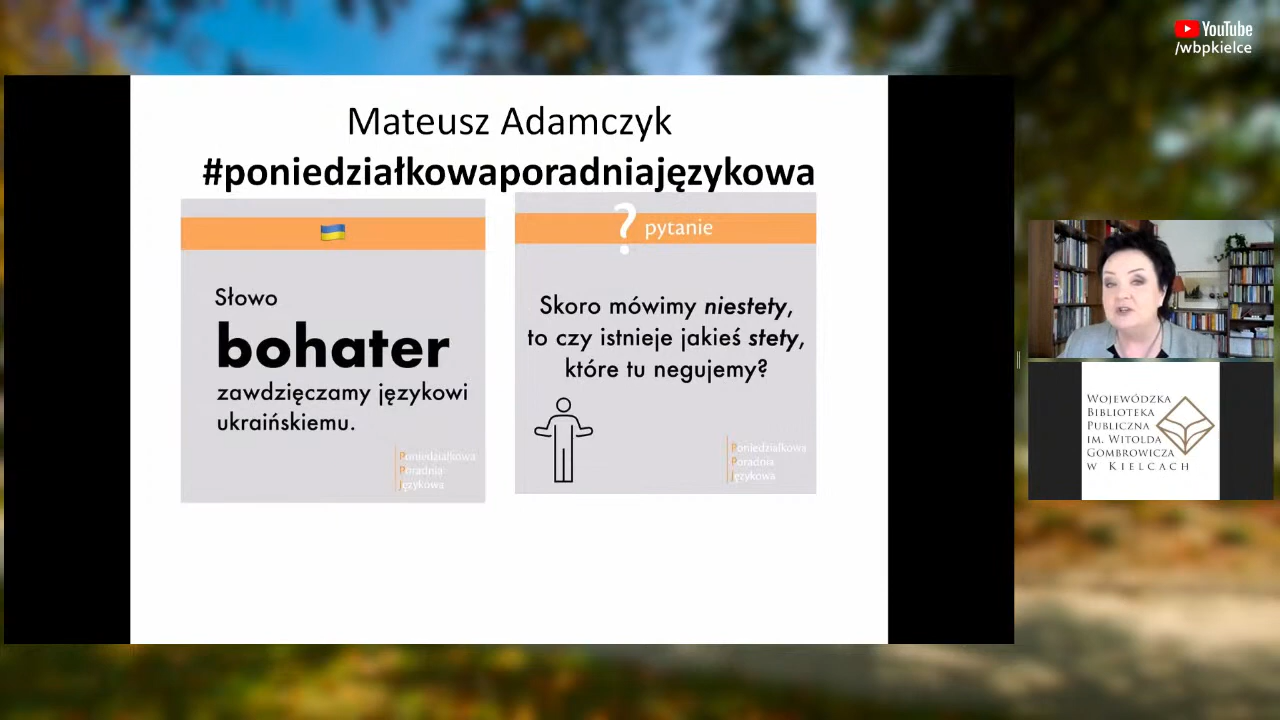 YouTube
/wbpkielce
Mateusz Adamczyk
#poniedziałkowaporadniajęzykowa
Słowo
bohater
zawdzięczamy językowi
ukraińskiemu.
Poniedziałkowa
Poradnia
Językowa
? pytanie
Skoro mówimy niestety,
to czy istnieje jakieś stety,
które tu negujemy?
Poniedziałkowa
Poradnia
Językowa
Wojewódzka
Biblioteka
Publiczna
im. Witolda
Gombrowicza
w Kielcach